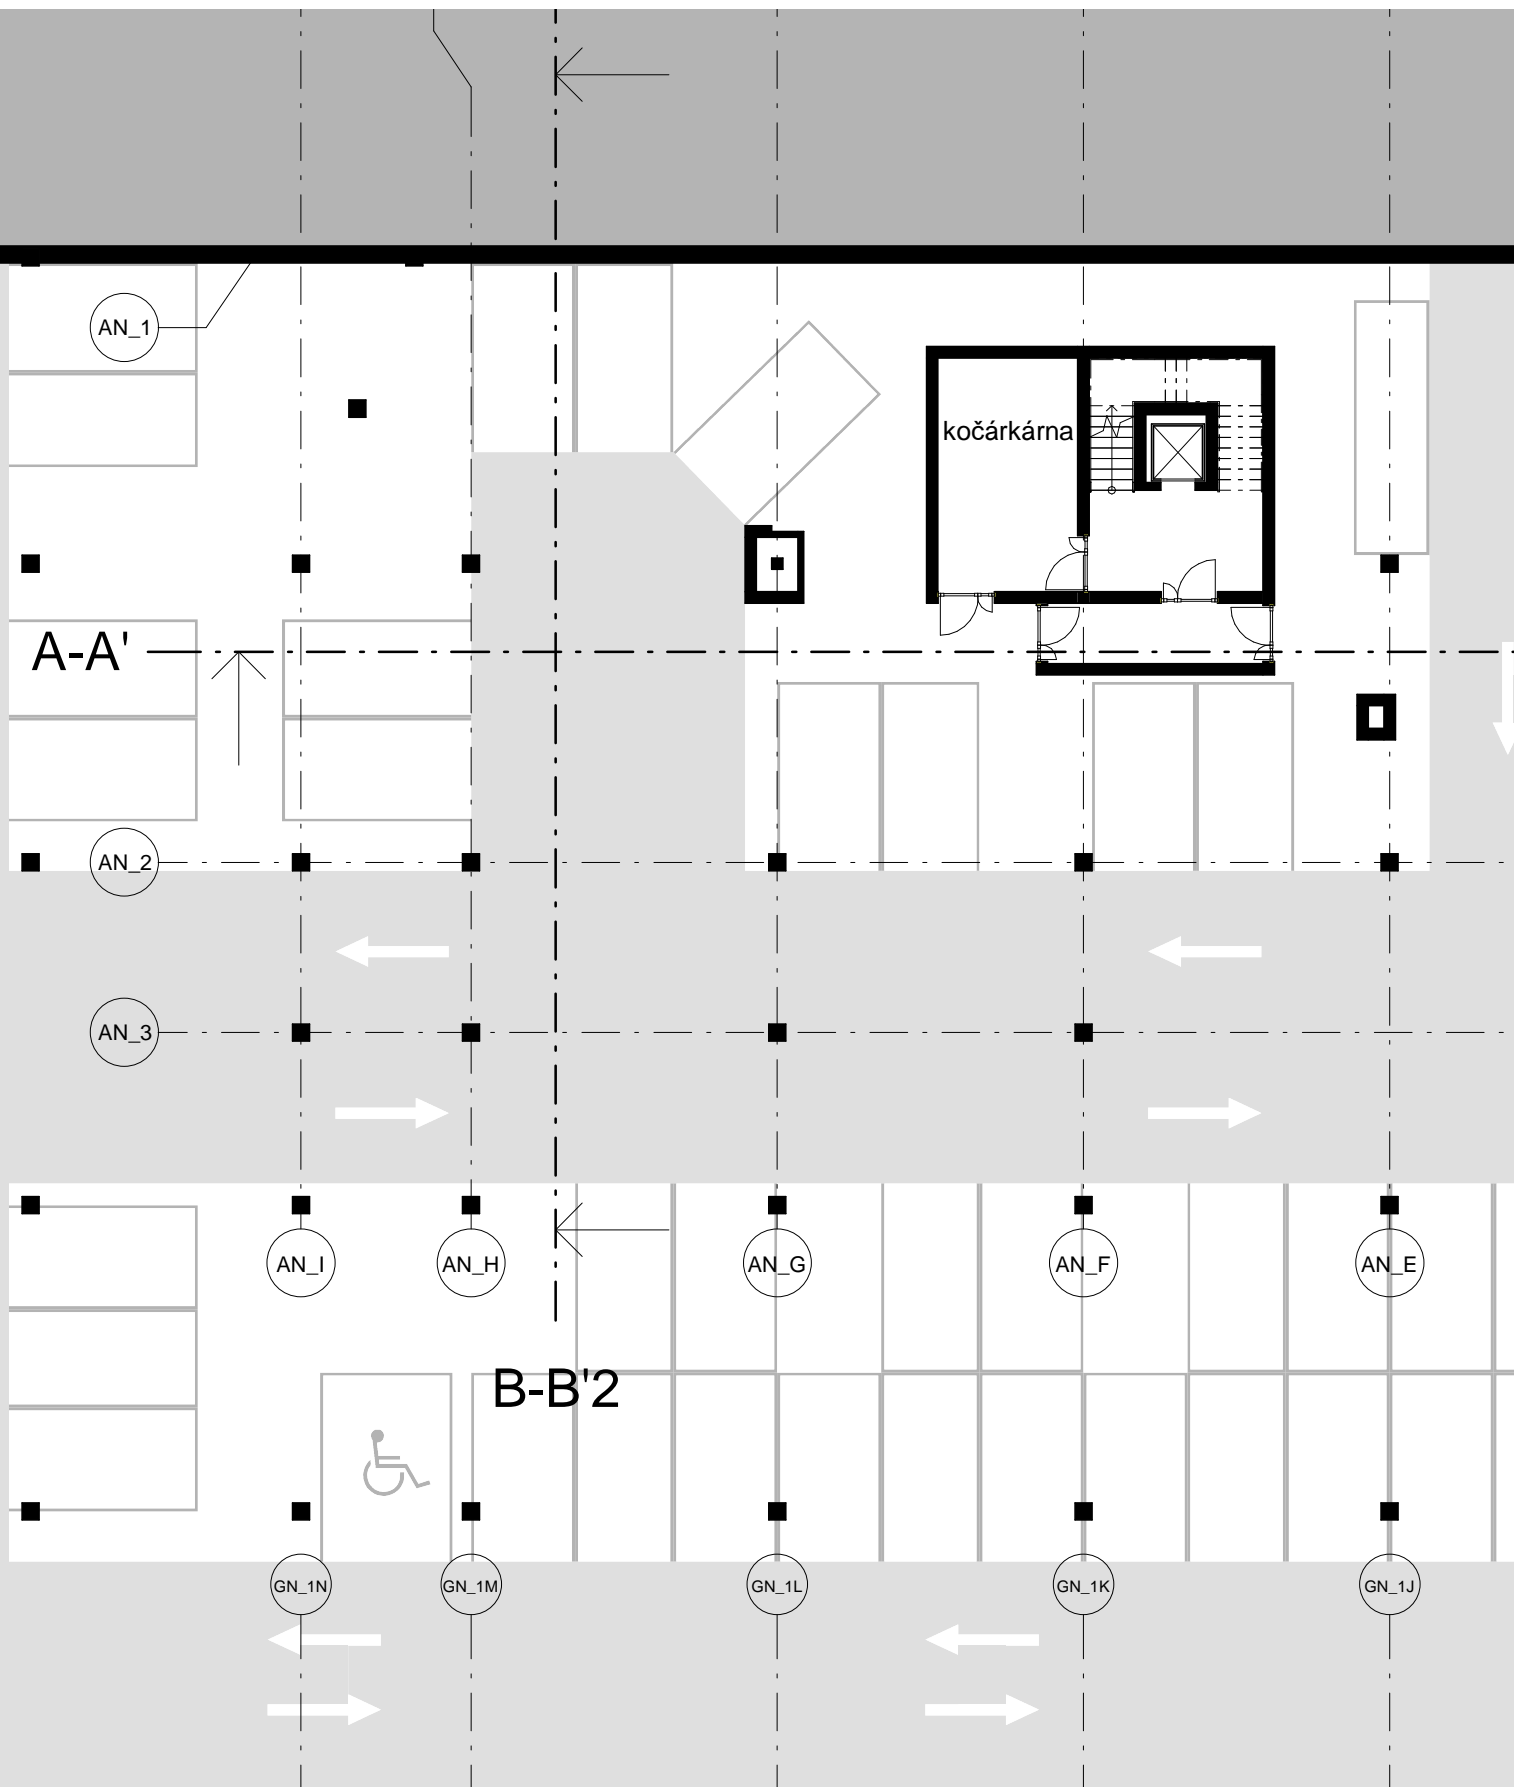 AN_1
kočárkárna
A-A'
AN_2
AN_3
AN_I
AN_H
AN_G
AN_F
AN_E
B-B'2
GN_1N
GN_1M
GN_1L
GN_1K
GN_1J